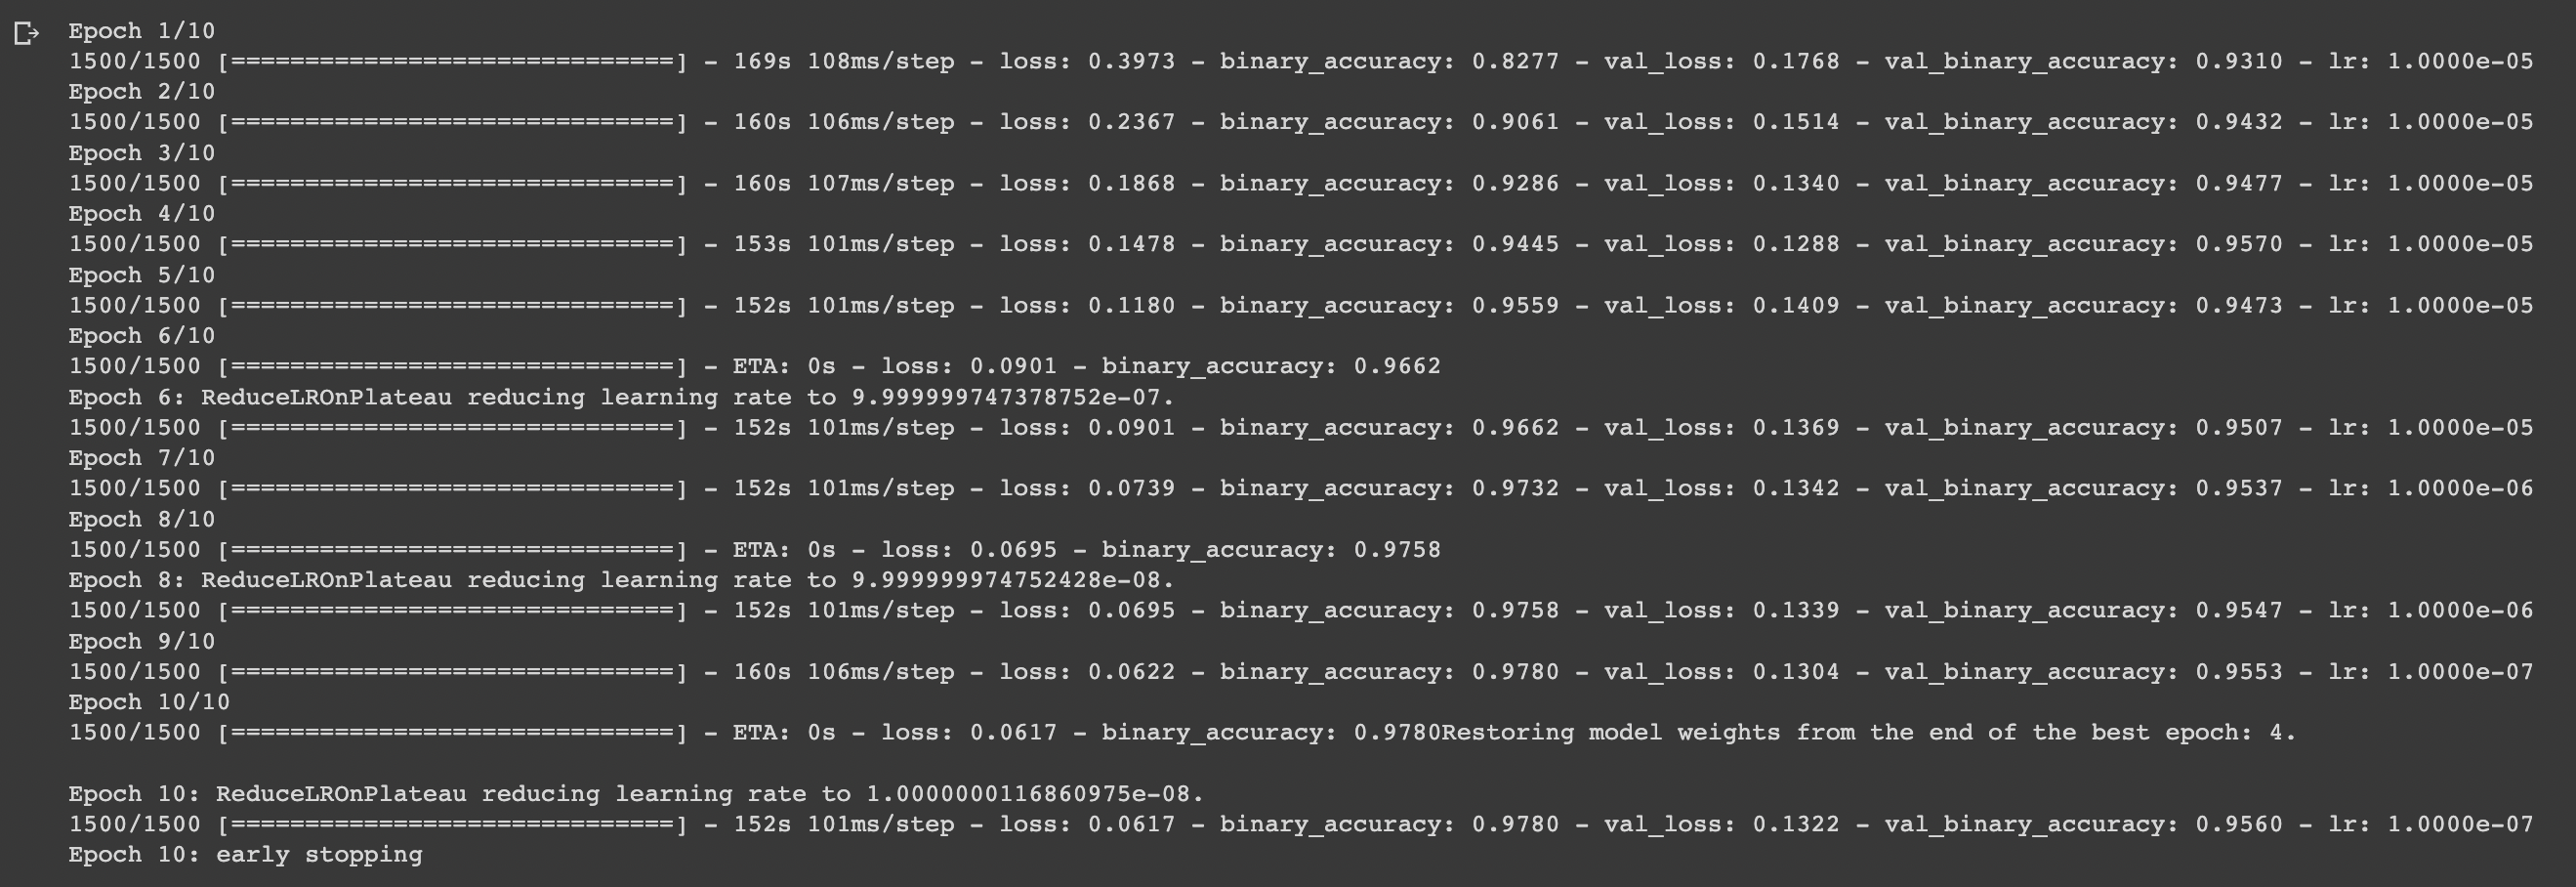 Epoch 1/10
1500/1500 [==============================] - 169s 108ms/step - loss: 0.3973 - binary_accuracy: 0.8277 - val_loss: 0.1768 - val_binary_accuracy: 0.9310 - lr: 1.0000e-05
Epoch 2/10
1500/1500 [==============================] - 160s 106ms/step - loss: 0.2367 - binary_accuracy: 0.9061 - val_loss: 0.1514 - val_binary_accuracy: 0.9432 - lr: 1.0000e-05
Epoch 3/10
1500/1500 [==============================] - 160s 107ms/step - loss: 0.1868 - binary_accuracy: 0.9286 - val_loss: 0.1340 - val_binary_accuracy: 0.9477 - lr: 1.0000e-05
Epoch 4/10
1500/1500 [==============================] - 153s 101ms/step - loss: 0.1478 - binary_accuracy: 0.9445 - val_loss: 0.1288 - val_binary_accuracy: 0.9570 - lr: 1.0000e-05
Epoch 5/10
1500/1500 [==============================] - 152s 101ms/step - loss: 0.1180 - binary_accuracy: 0.9559 - val_loss: 0.1409 - val_binary_accuracy: 0.9473 - lr: 1.0000e-05
Epoch 6/10
1500/1500 [==============================] - ETA: 0s - loss: 0.0901 - binary_accuracy: 0.9662
Epoch 6: ReduceLROnPlateau reducing learning rate to 9.999999747378752e-07.
1500/1500 [==============================] - 152s 101ms/step - loss: 0.0901 - binary_accuracy: 0.9662 - val_loss: 0.1369 - val_binary_accuracy: 0.9507 - lr: 1.0000e-05
Epoch 7/10
1500/1500 [==============================] - 152s 101ms/step - loss: 0.0739 - binary_accuracy: 0.9732 - val_loss: 0.1342 - val_binary_accuracy: 0.9537 - lr: 1.0000e-06
Epoch 8/10
1500/1500 [==============================] - ETA: 0s - loss: 0.0695 - binary_accuracy: 0.9758
Epoch 8: ReduceLROnPlateau reducing learning rate to 9.999999974752428e-08.
1500/1500 [==============================] - 152s 101ms/step - loss: 0.0695 - binary_accuracy: 0.9758 - val_loss: 0.1339 - val_binary_accuracy: 0.9547 - lr: 1.0000e-06
Epoch 9/10
1500/1500 [==============================] - 160s 106ms/step - loss: 0.0622 - binary_accuracy: 0.9780 - val_loss: 0.1304 - val_binary_accuracy: 0.9553 - lr: 1.0000e-07
Epoch 10/10
1500/1500 [==============================] - ETA: 0s - loss: 0.0617 - binary_accuracy: 0.9780Restoring model weights from the end of the best epoch: 4.
Epoch 10: ReduceLROnPlateau reducing learning rate to 1.0000000116860975e-08.
1500/1500 [==============================] - 152s 101ms/step - loss: 0.0617 - binary_accuracy: 0.9780 - val_loss: 0.1322 - val_binary_accuracy: 0.9560 - lr: 1.0000e-07
Epoch 10: early stopping